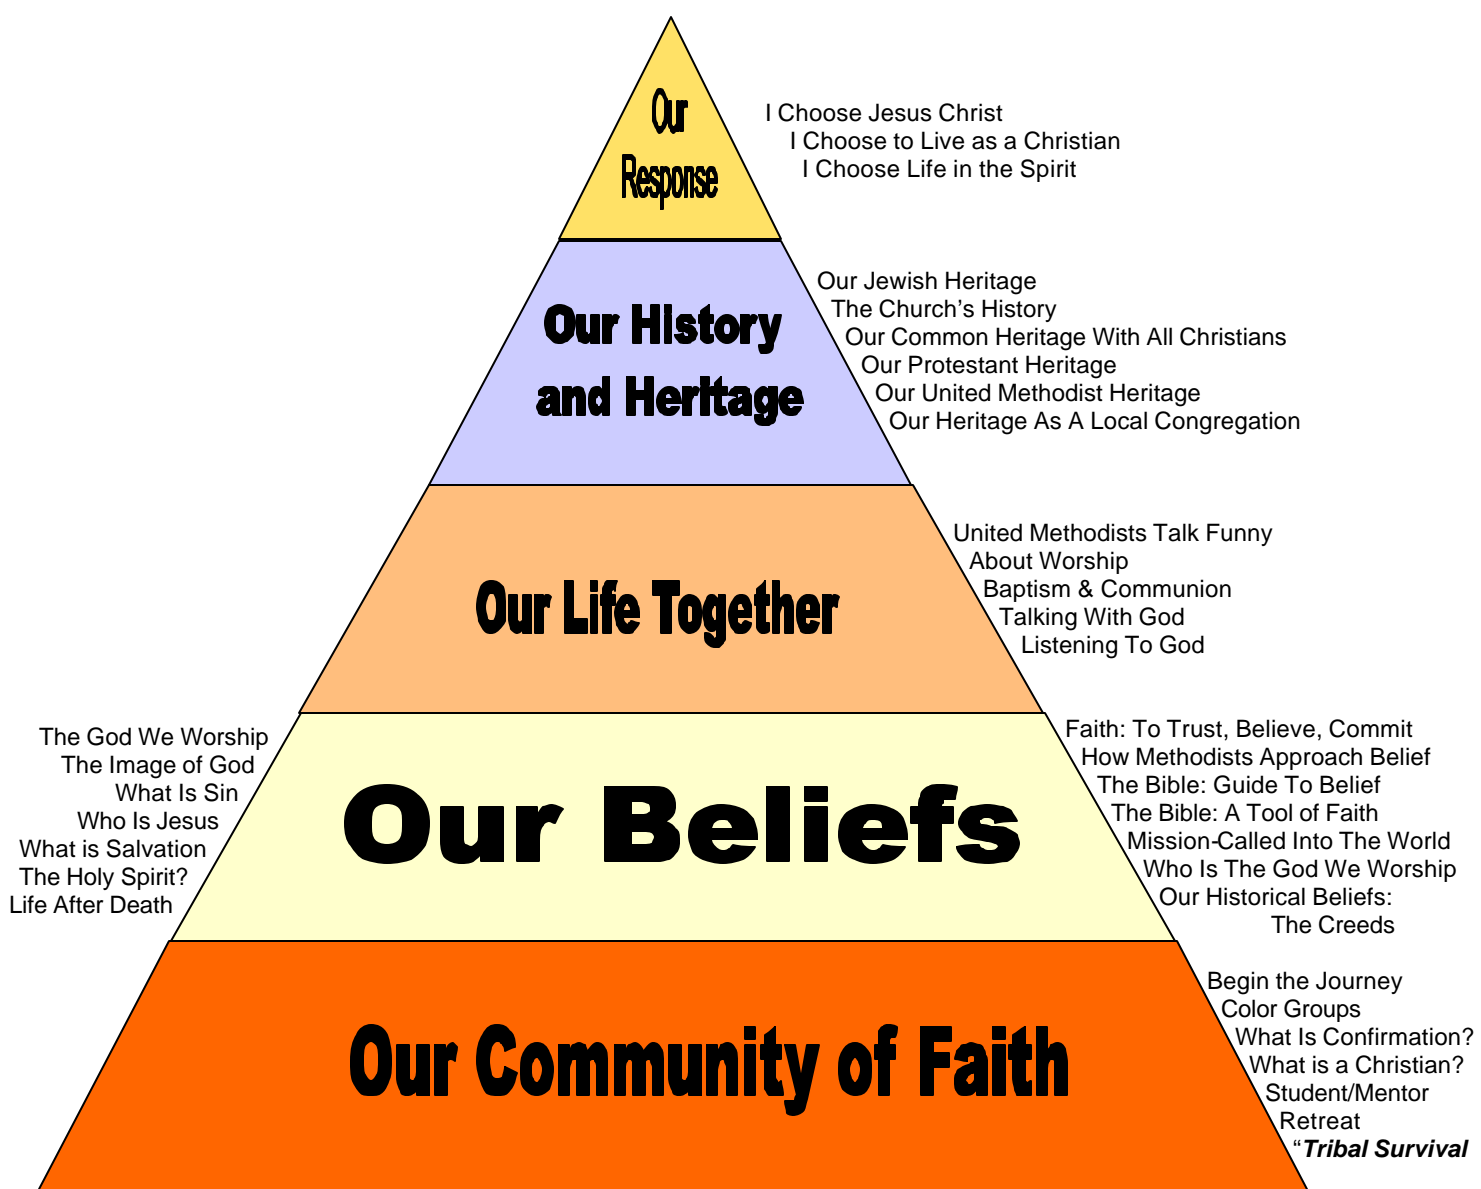 Our
Response
I Choose Jesus Christ
I Choose to Live as a Christian
I Choose Life in the Spirit
Our History
and Heritage
Our Jewish Heritage
The Church’s History
Our Common Heritage With All Christians
Our Protestant Heritage
Our United Methodist Heritage
Our Heritage As A Local Congregation
Our Life Together
United Methodists Talk Funny
About Worship
Baptism & Communion
Talking With God
Listening To God
The God We Worship
The Image of God
What Is Sin
Who Is Jesus
What is Salvation
The Holy Spirit?
Life After Death
Our Beliefs
Faith: To Trust, Believe, Commit
How Methodists Approach Belief
The Bible: Guide To Belief
The Bible: A Tool of Faith
Mission-Called Into The World
Who Is The God We Worship
Our Historical Beliefs:
The Creeds
Our Community of Faith
Begin the Journey
Color Groups
What Is Confirmation?
What is a Christian?
Student/Mentor
Retreat
“Tribal Survival